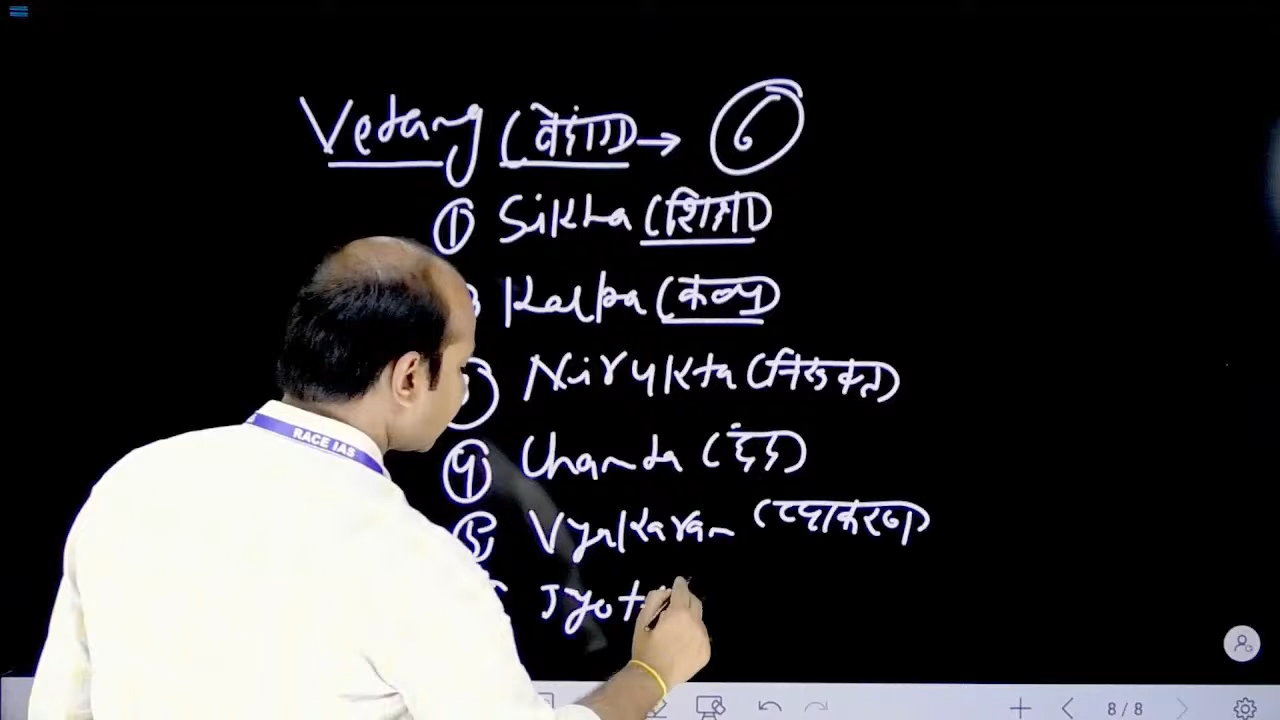 Vedang (वेदांग) → 6
① Sikha (शिक्षा)
Kalpa (कल्प)
Nirukta (निरुक्त)
④ Chanda (छंद)
⑤ Vyakaran (व्याकरण)
Jyot
RACE IAS
8/8